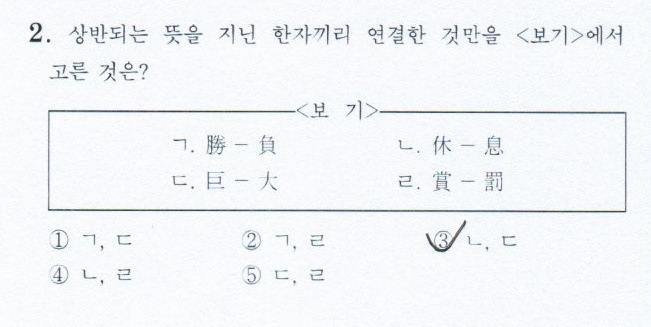 2. 상반되는 뜻을 지닌 한자끼리 연결한 것만을 <보기>에서
고른 것은?
<보 기>
ㄱ. 勝 - 負 ㄴ. 休 - 息
ㄷ. 巨 - 大 ㄹ. 賞 - 罰
① ㄱ, ㄷ ② ㄱ, ㄹ ③ ㄴ, ㄷ
④ ㄴ, ㄹ ⑤ ㄷ, ㄹ